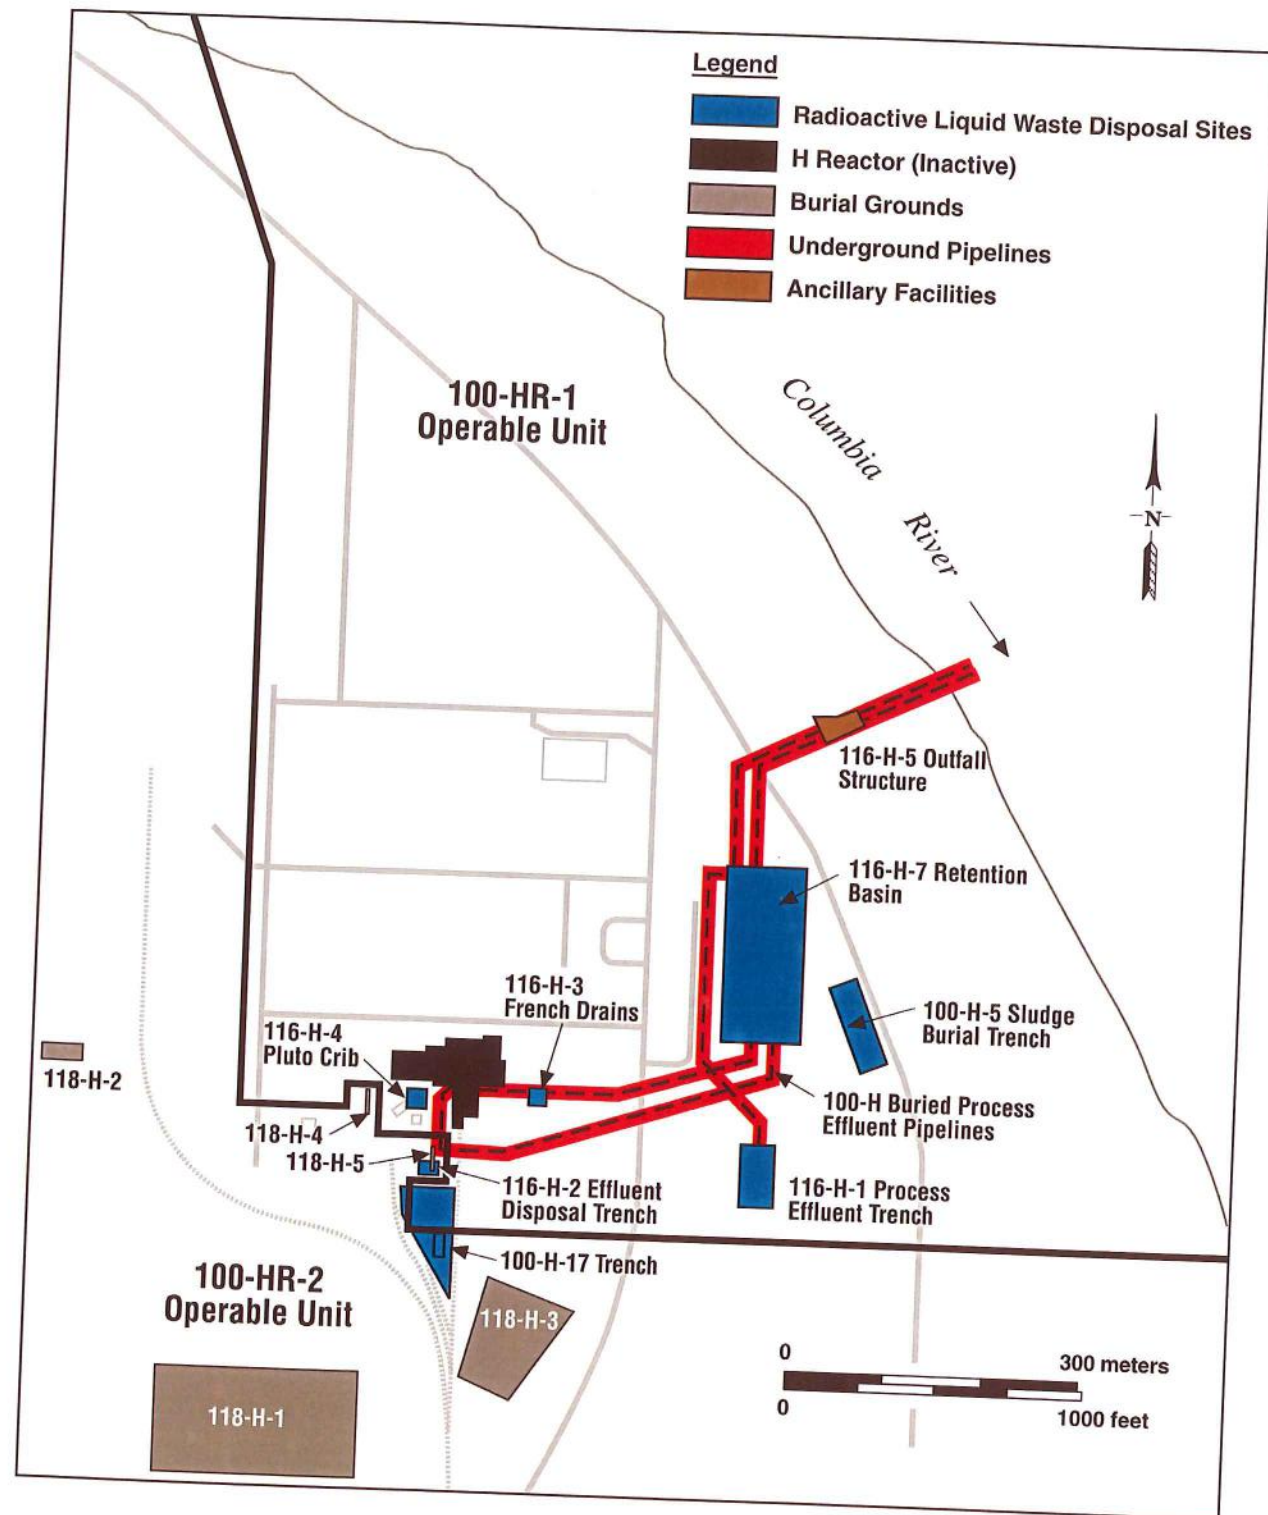 Legend
Radioactive Liquid Waste Disposal Sites
H Reactor (Inactive)
Burial Grounds
Underground Pipelines
Ancillary Facilities
100-HR-1
Operable Unit
Columbia
River
N
116-H-5 Outfall
Structure
116-H-7 Retention
Basin
116-H-3
French Drains
100-H-5 Sludge
Burial Trench
116-H-4
Pluto Crib
118-H-2
100-H Buried Process
Effluent Pipelines
118-H-4
118-H-5
116-H-2 Effluent
Disposal Trench
116-H-1 Process
Effluent Trench
100-H-17 Trench
100-HR-2
Operable Unit
118-H-3
118-H-1
0
300 meters
0
1000 feet